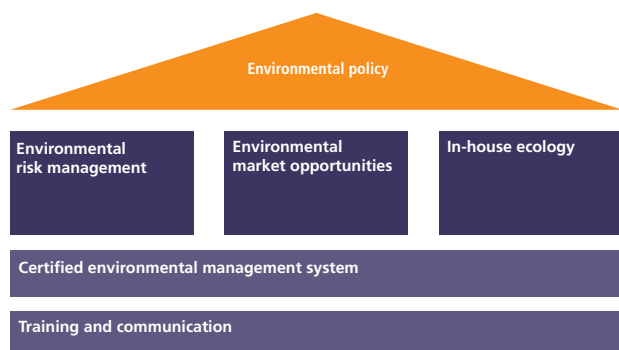 Environmental policy
Environmental
risk management
Environmental
market opportunities
In-house ecology
Certified environmental management system
Training and communication